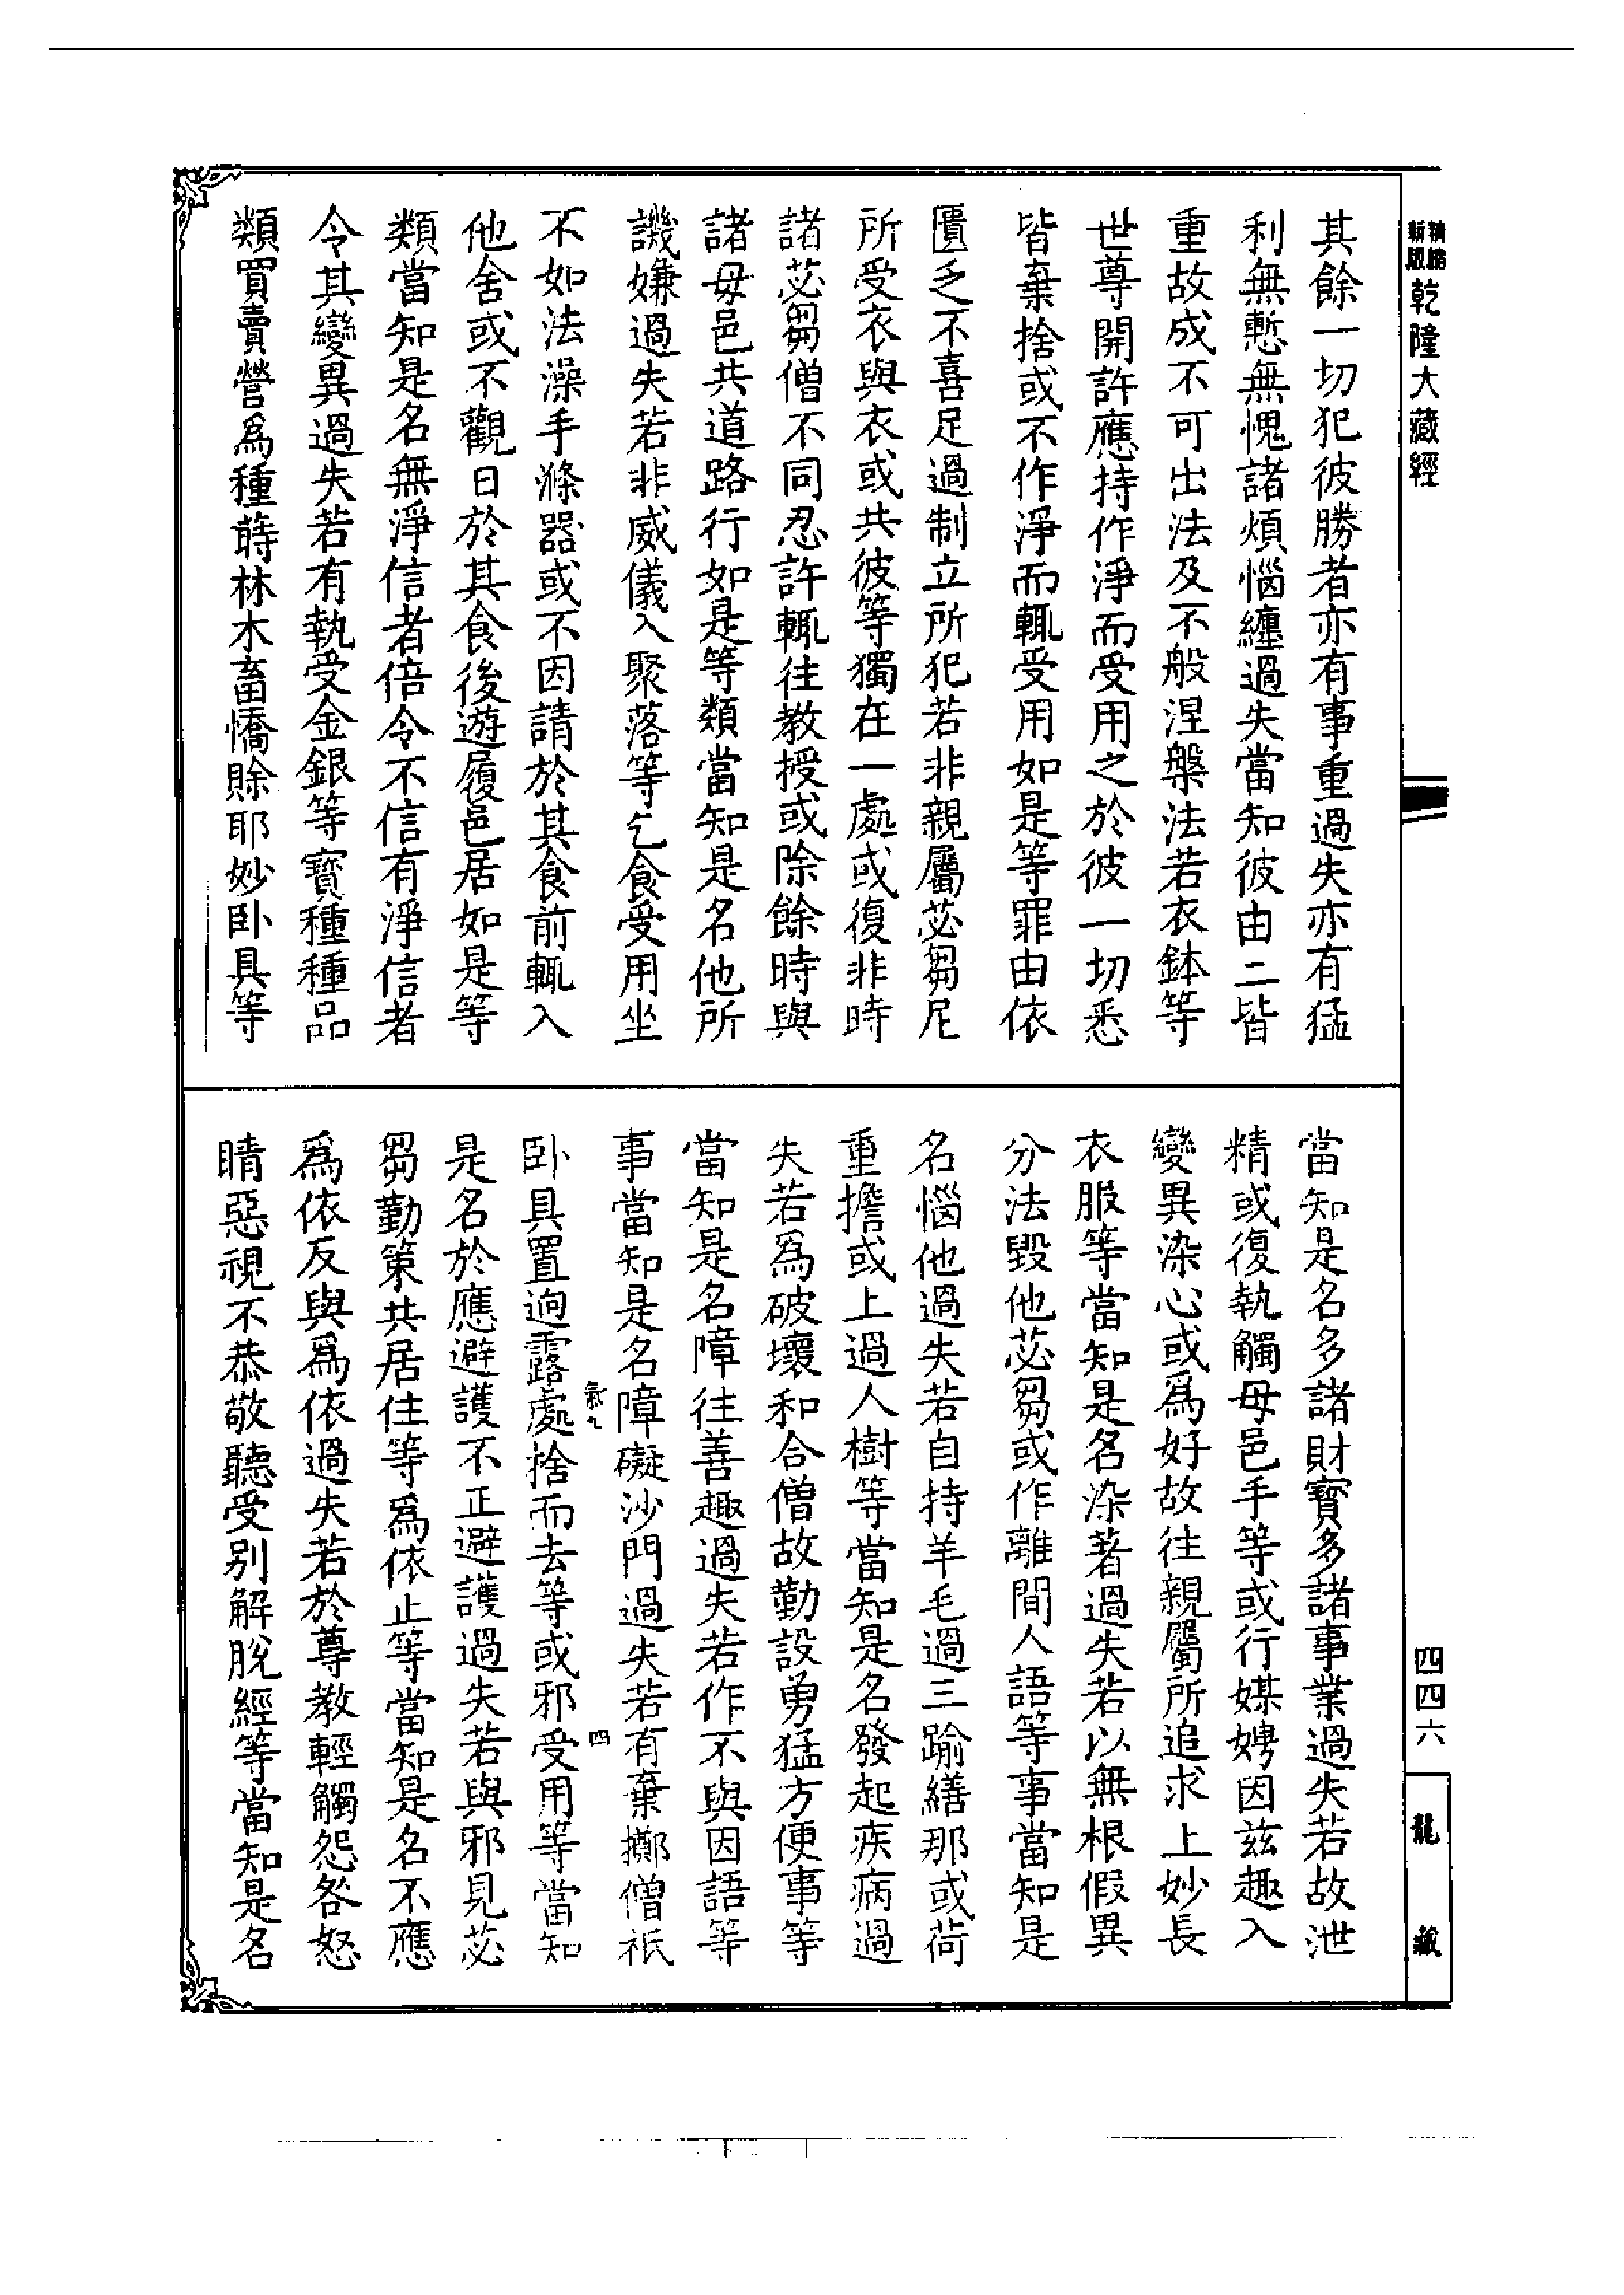 精裝
新版
乾隆大藏經
其餘一切犯彼勝者亦有事重過失亦有猛
利無慙無愧諸煩惱纏過失當知彼由二皆
重故成不可出法及不般涅槃法若衣鉢等
世尊開許應持作淨而受用之於彼一切悉
皆棄捨或不作淨而輒受用如是等罪由依
匱乏不喜足過制立所犯若非親屬苾芻尼
所受衣與衣或共彼等獨在一處或復非時
諸苾芻僧不同忍許輒往教授或除餘時與
諸母邑共道路行如是等類當知是名他所
譏嫌過失若非威儀入聚落等乞食受用坐
不如法澡手滌器或不因請於其食前輒入
他舍或不觀日於其食後遊履邑居如是等
類當知是名無淨信者倍令不信有淨信者
令其變異過失若有執受金銀等寶種種品
類買賣營爲種蒔林木畜憍賒耶妙卧具等
當知是名多諸財寶多諸事業過失若故泄
精或復執觸母邑手等或行媒娉因茲趣入
變異染心或爲好故往親屬所追求上妙長
衣服等當知是名染著過失若以無根假異
分法毀他苾芻或作離間人語等事當知是
名惱他過失若自持羊毛過三踰繕那或荷
重擔或上過人樹等當知是名發起疾病過
失若爲破壞和合僧故勤設勇猛方便事等
當知是名障往善趣過失若作不與因語等
事當知是名障礙沙門過失若有棄擲僧祇
卧具置迥露處捨而去等或邪受用等當知
是名於應避護不正避護過失若與邪見苾
芻勤策共居住等爲依止等當知是名不應
爲依反與爲依過失若於尊教輕觸怨咎怒
睛惡視不恭敬聽受別解脫經等當知是名
四
四四六
龍藏